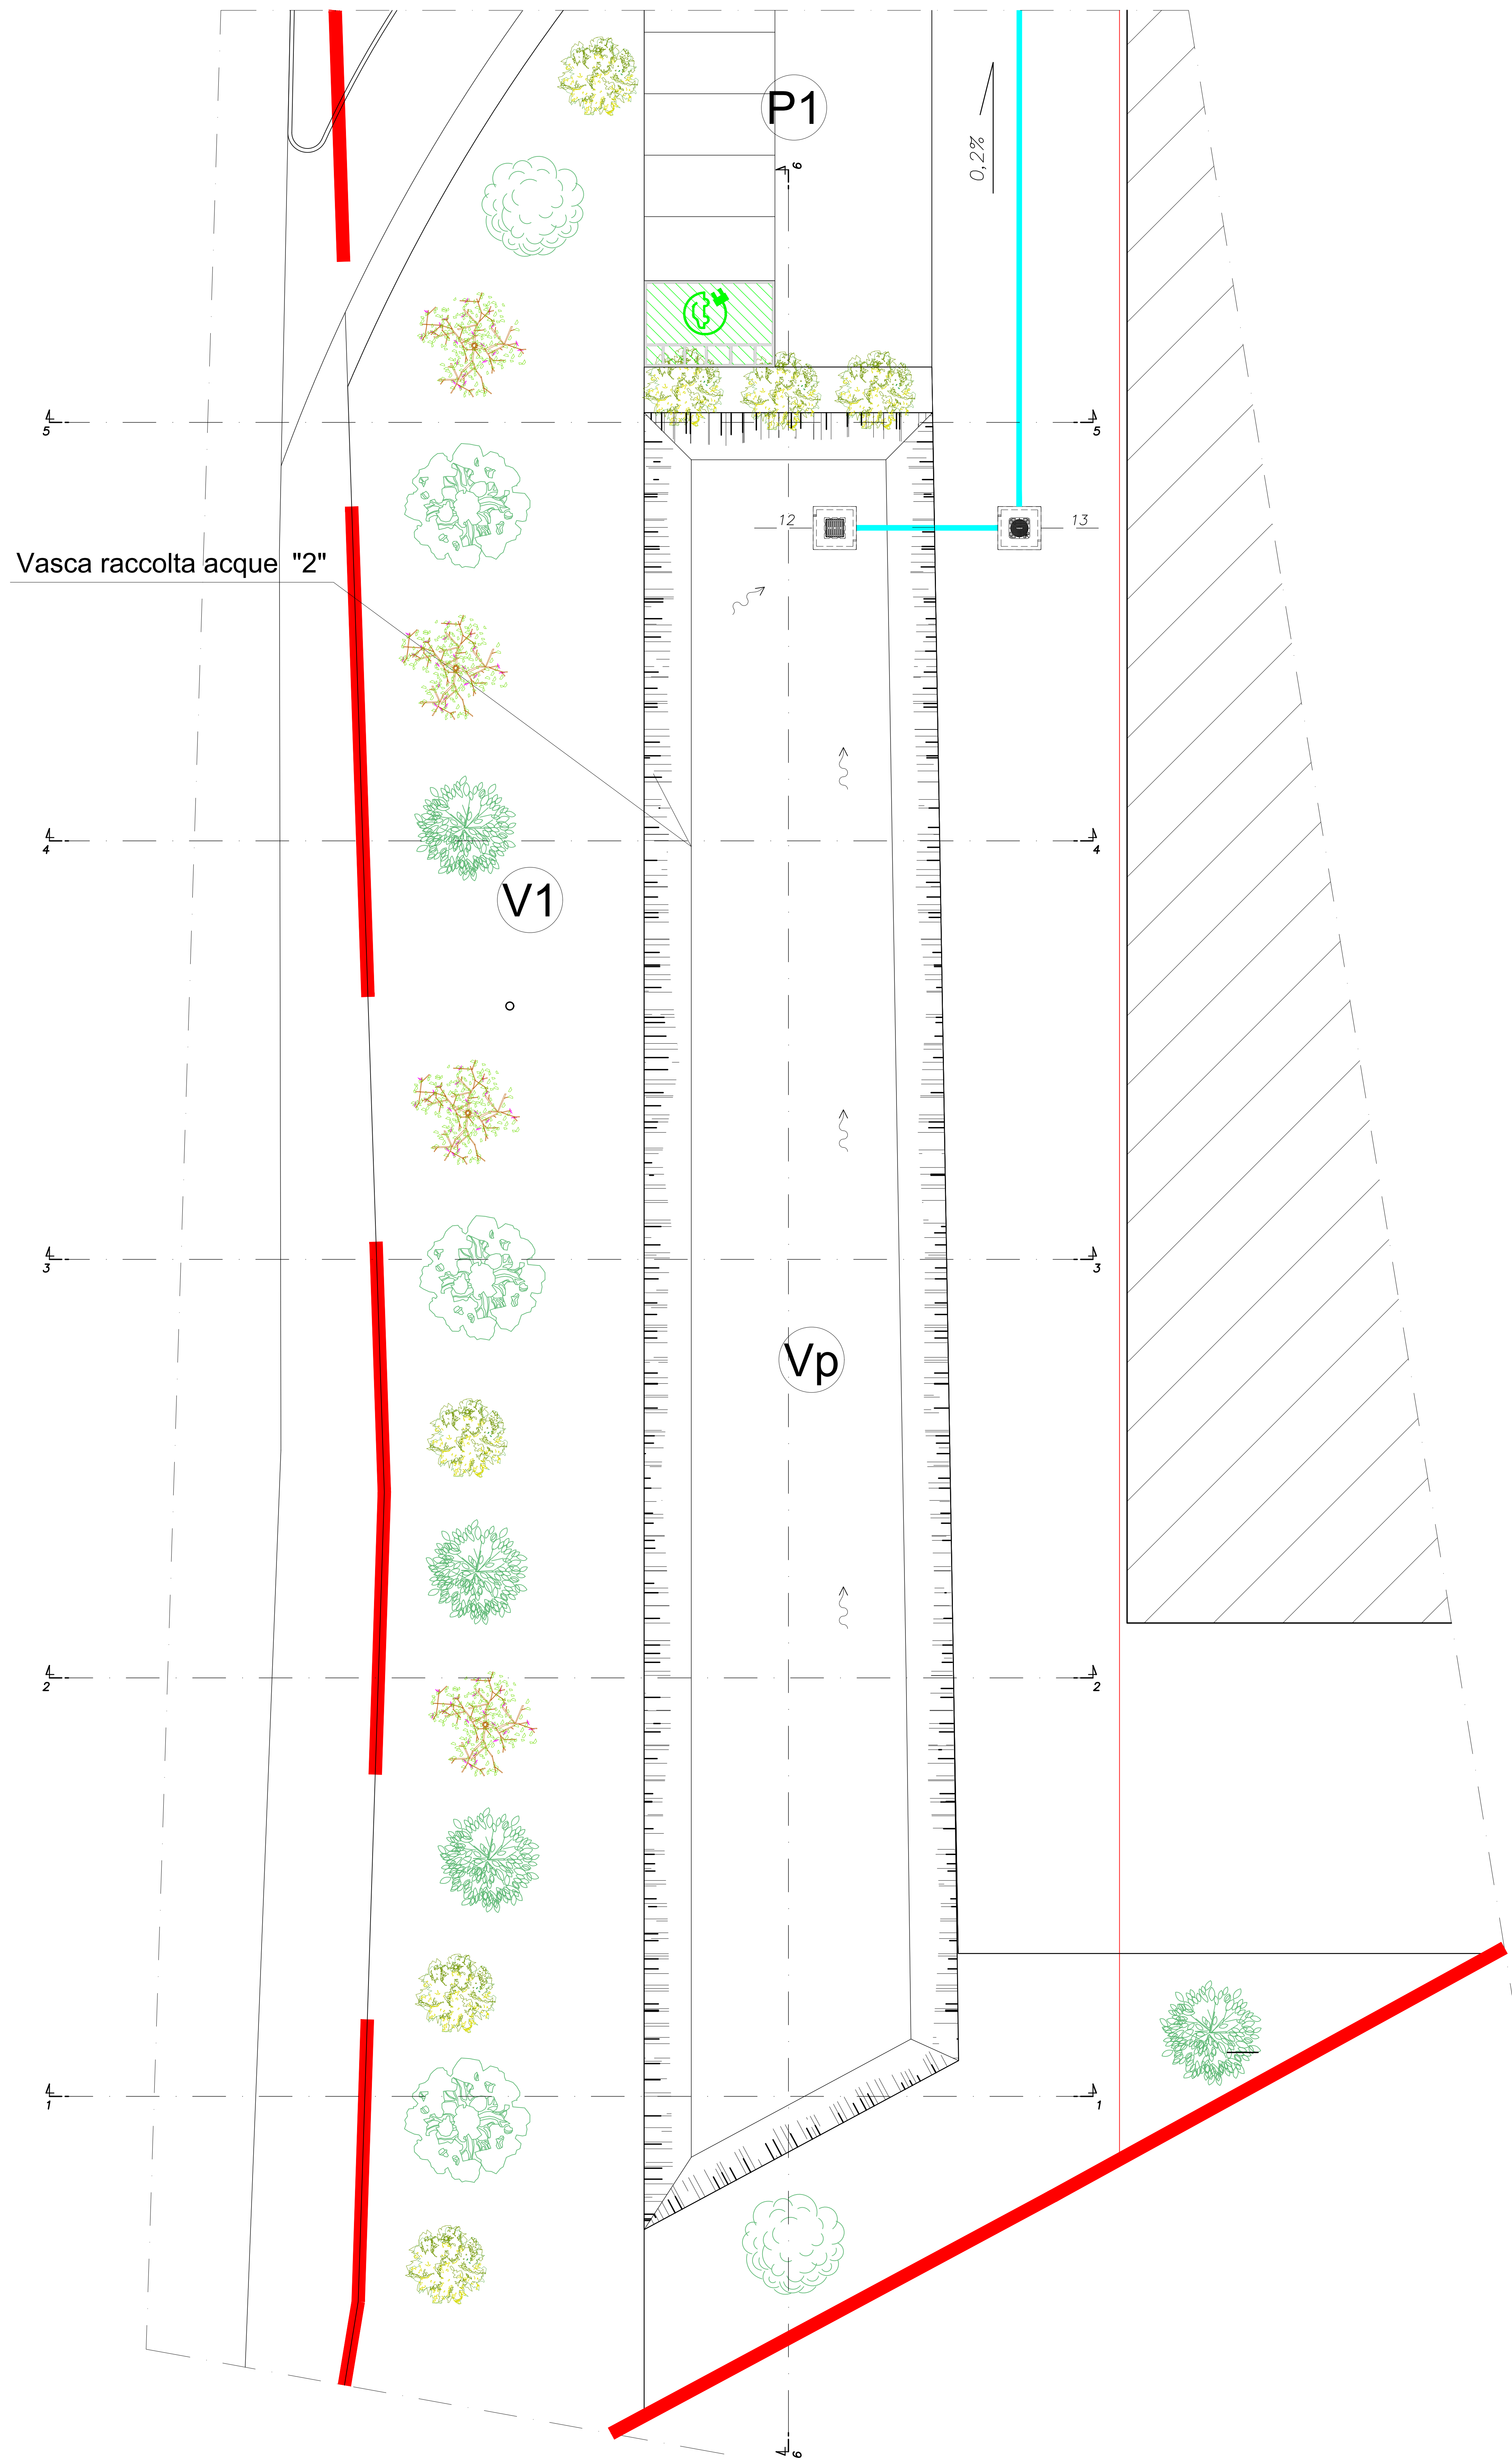 P1
6
0,2%
5 5
12 13
Vasca raccolta acque "2"
4 4
V1
3 3
Vp
2 2
1 1
6